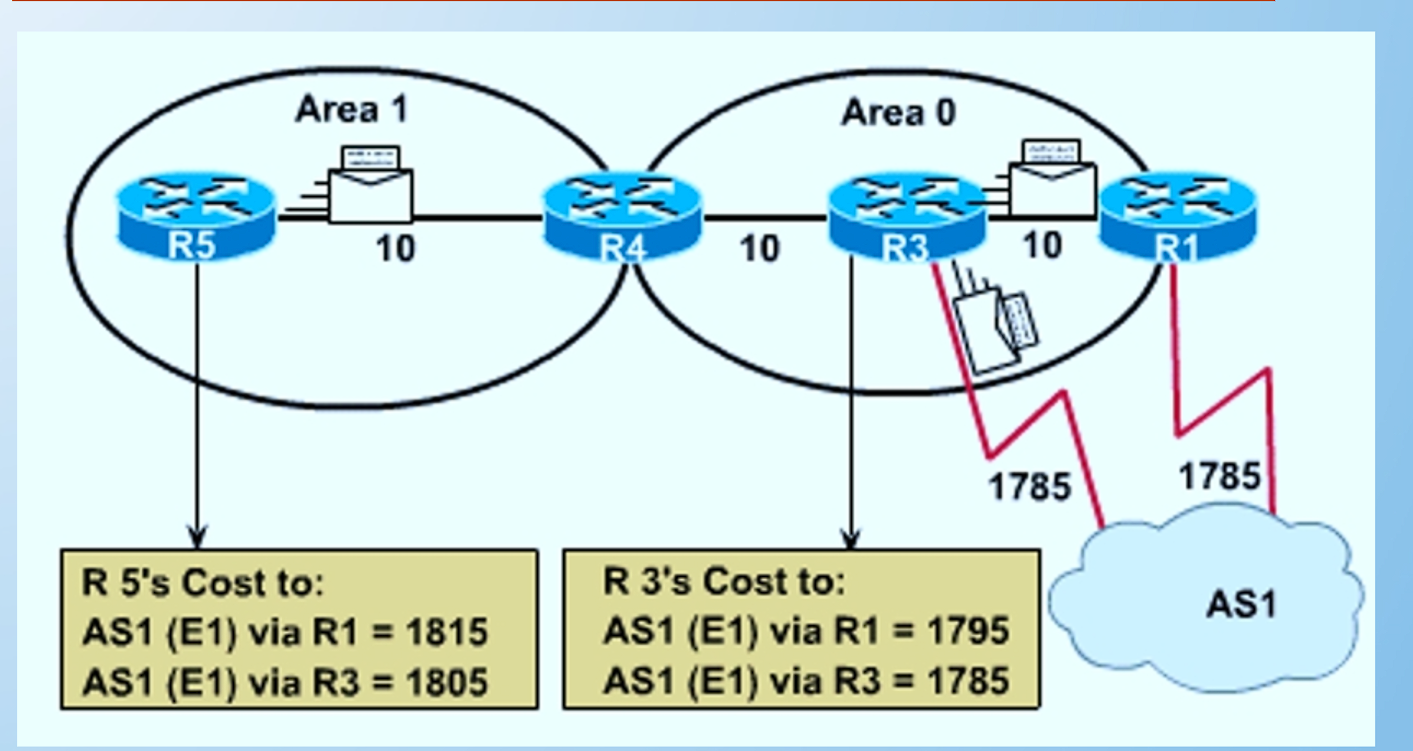 Area 1
Area 0
R5
R4
R3
R1
10
10
10
1785
1785
AS1
R 5's Cost to:
AS1 (E1) via R1 = 1815
AS1 (E1) via R3 = 1805
R 3's Cost to:
AS1 (E1) via R1 = 1795
AS1 (E1) via R3 = 1785